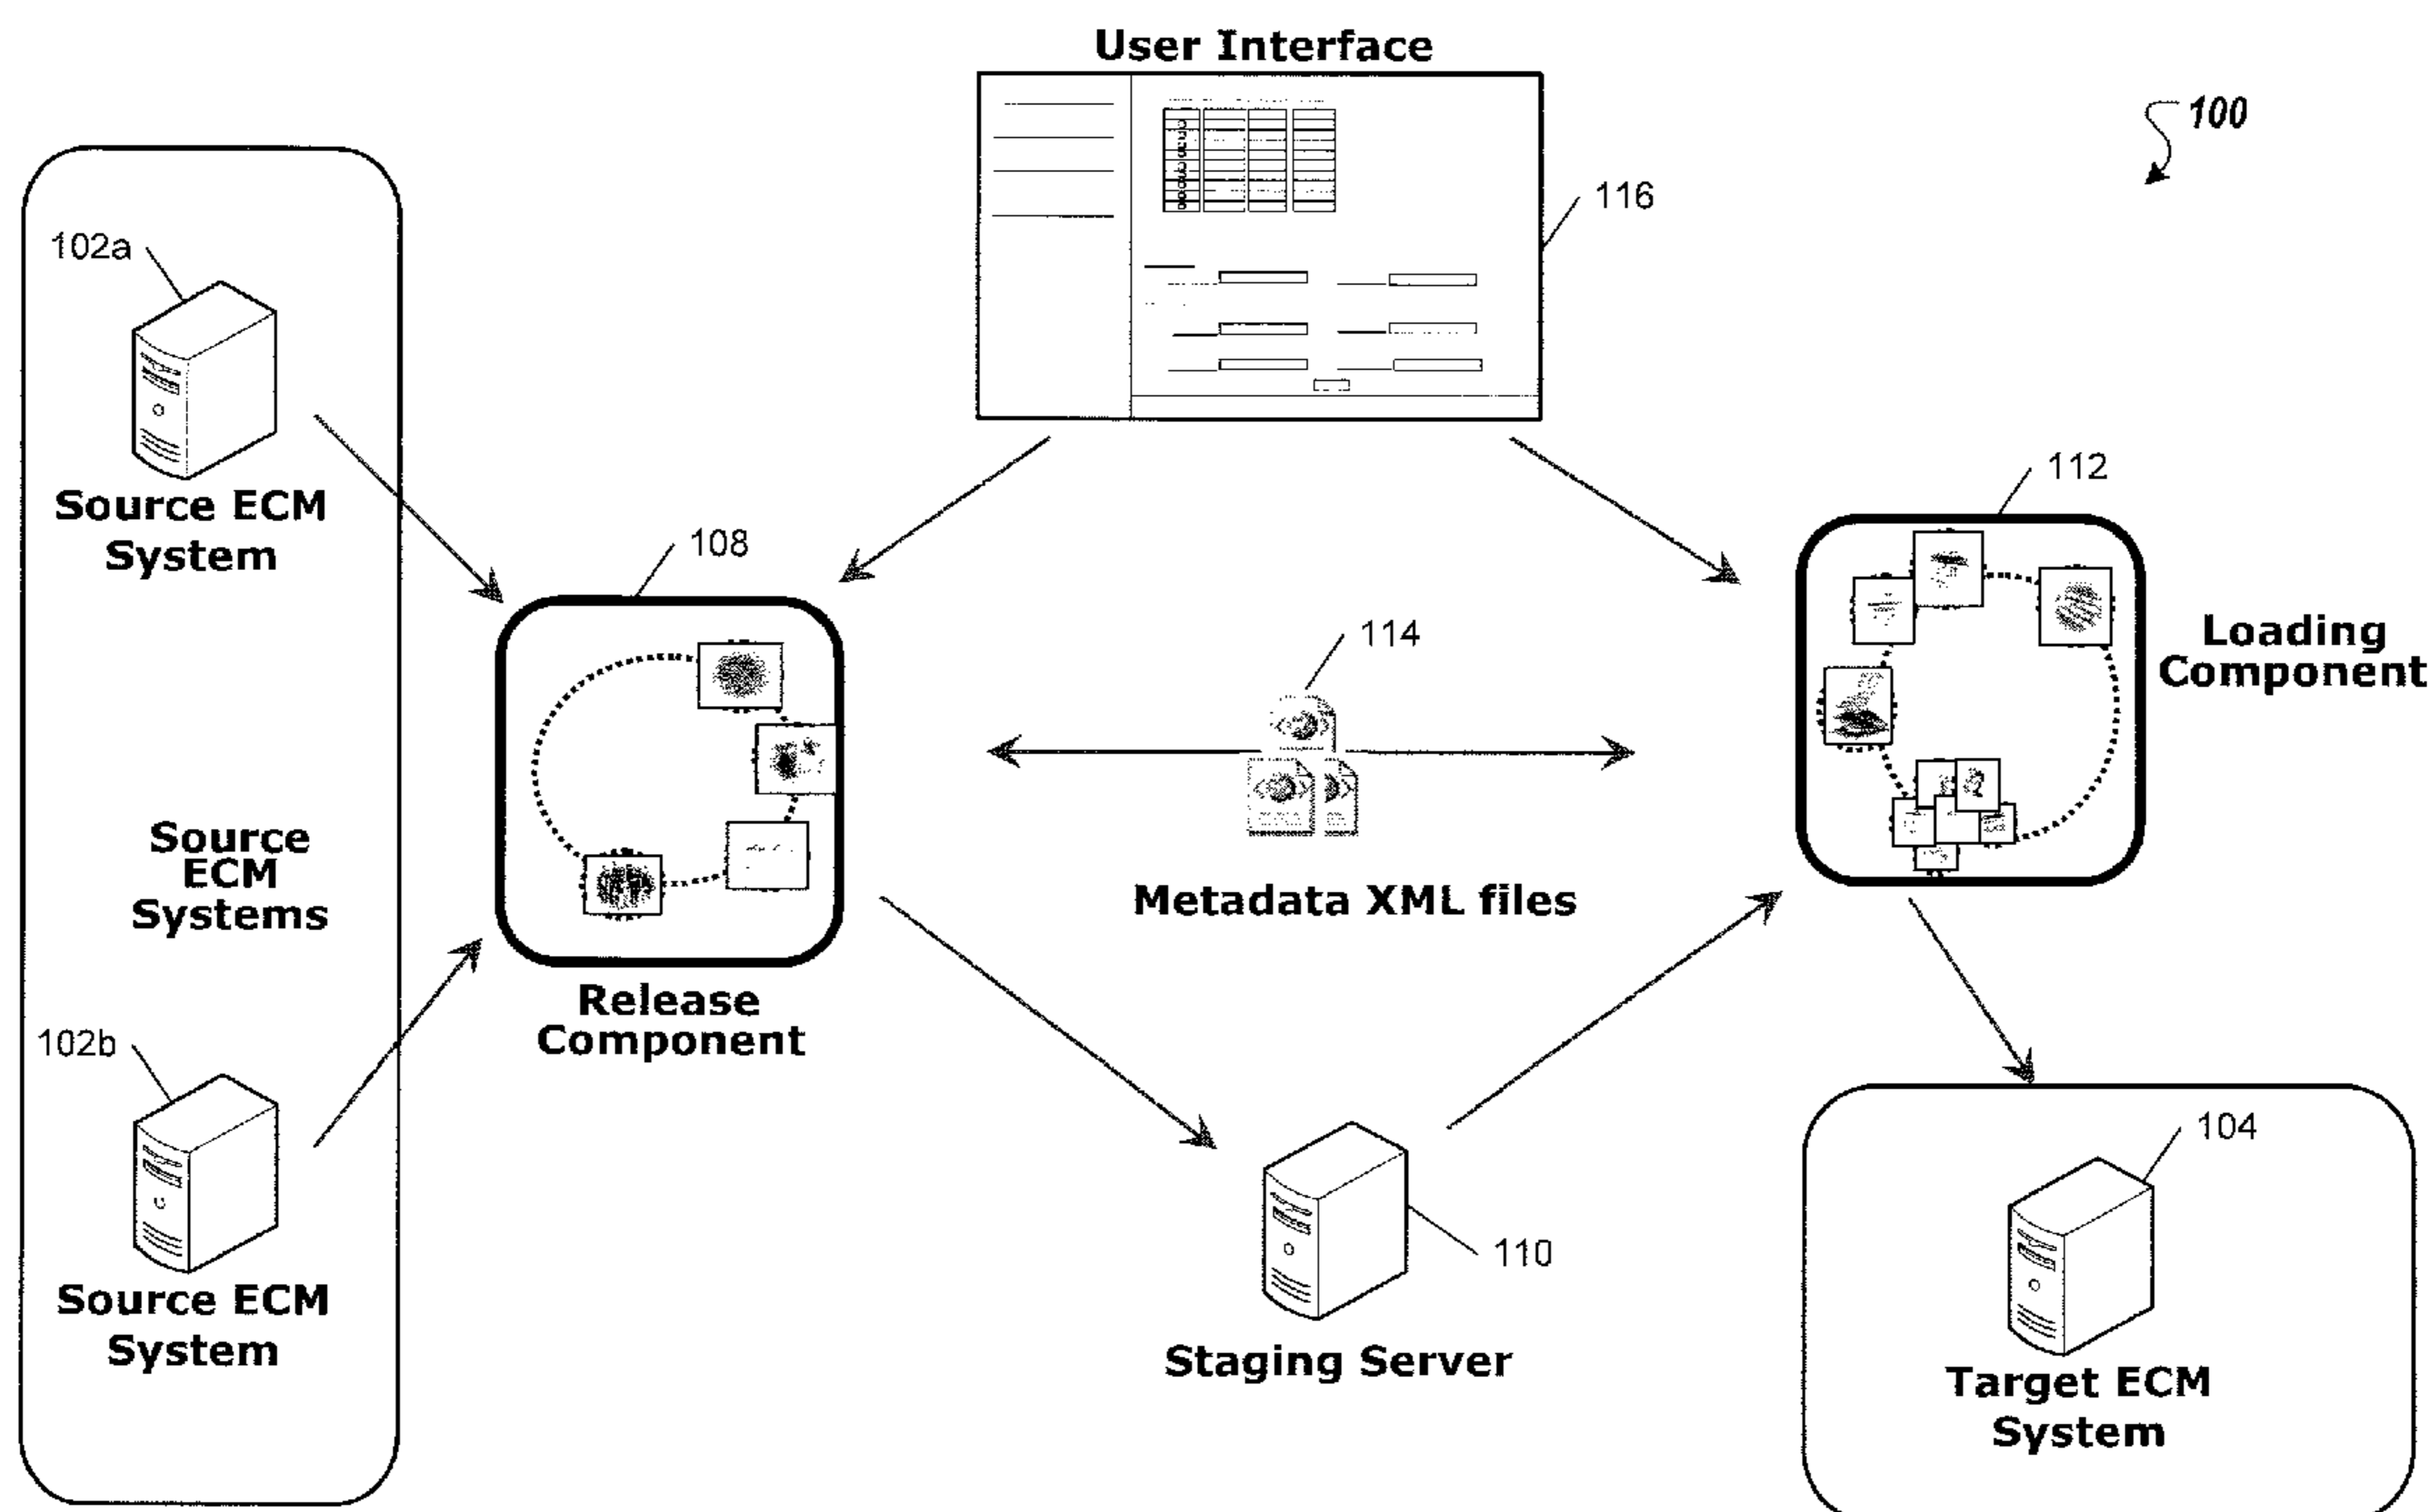 User Interface
100
116
102a
Source ECM
System
112
108
114
Loading
Component
Source
ECM
Systems
Metadata XML files
Release
Component
102b
104
110
Source ECM
System
Staging Server
Target ECM
System